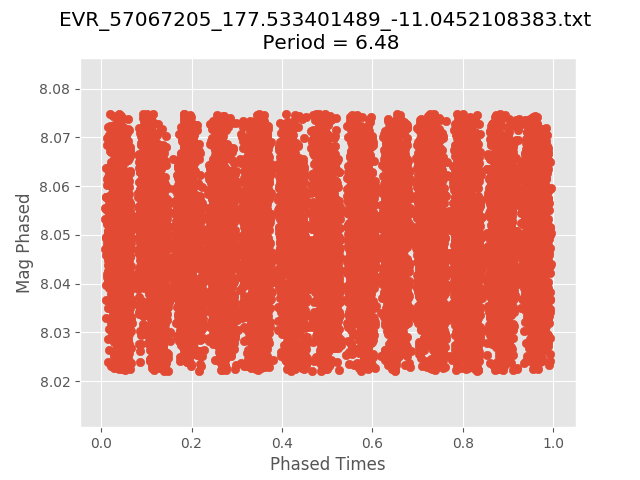 EVR_57067205_177.533401489_-11.0452108383.txt
Period = 6.48
8.08
8.07
8.06
8.05
8.04
8.03
8.02
Mag Phased
0.0 0.2 0.4 0.6 0.8 1.0
Phased Times